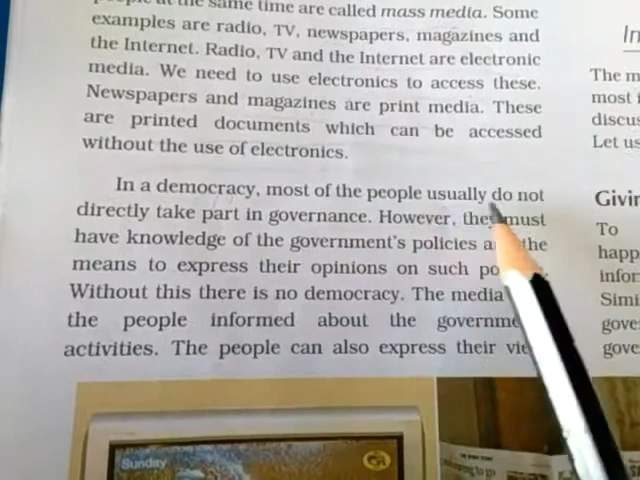 people at the same time are called mass media. Some
examples are radio, TV, newspapers, magazines and
the Internet. Radio, TV and the Internet are electronic
media. We need to use electronics to access these.
Newspapers and magazines are print media. These
are printed documents which can be accessed
without the use of electronics.
In a democracy, most of the people usually do not
directly take part in governance. However, they must
have knowledge of the government's policies and the
means to express their opinions on such
Without this there is no democracy. The media
the people informed about the
activities. The people can also express their
In
The m
most
discus
Let us
Givin
To
happ
infor
Simi
gove
gove
Sunday